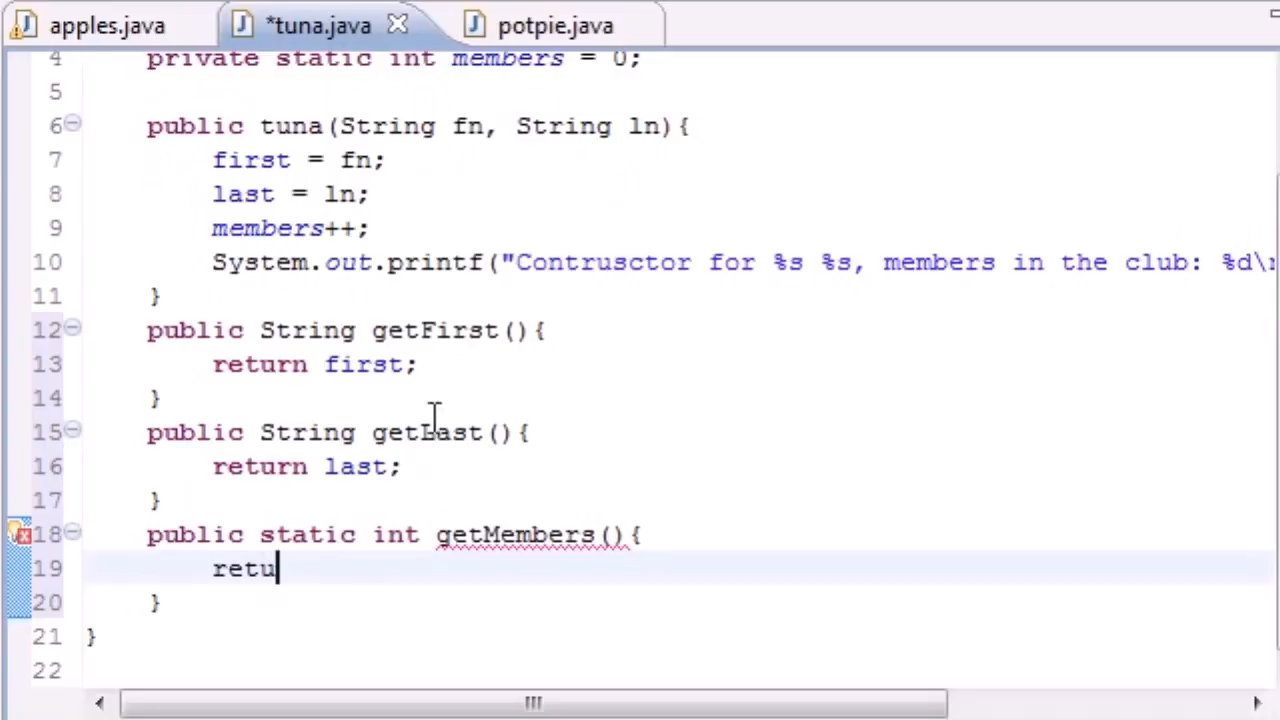 apples.java *tuna.java potpie.java
4 private static int members = 0;
5
6 public tuna(String fn, String ln){
7 first = fn;
8 last = ln;
9 members++;
10 System.out.printf("Contrusctor for %s %s, members in the club: %d\
11 }
12 public String getFirst(){
13 return first;
14 }
15 public String getLast(){
16 return last;
17 }
18 public static int getMembers(){
19 retu
20 }
21 }
22